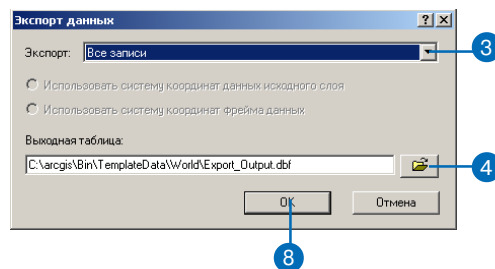 Экспорт данных
Экспорт: Все записи
3
Использовать систему координат данных исходного слоя
Использовать систему координат фрейма данных
Выходная таблица:
C:\arcgis\Bin\TemplateData\World\Export_Output.dbf
4
OK Отмена
8